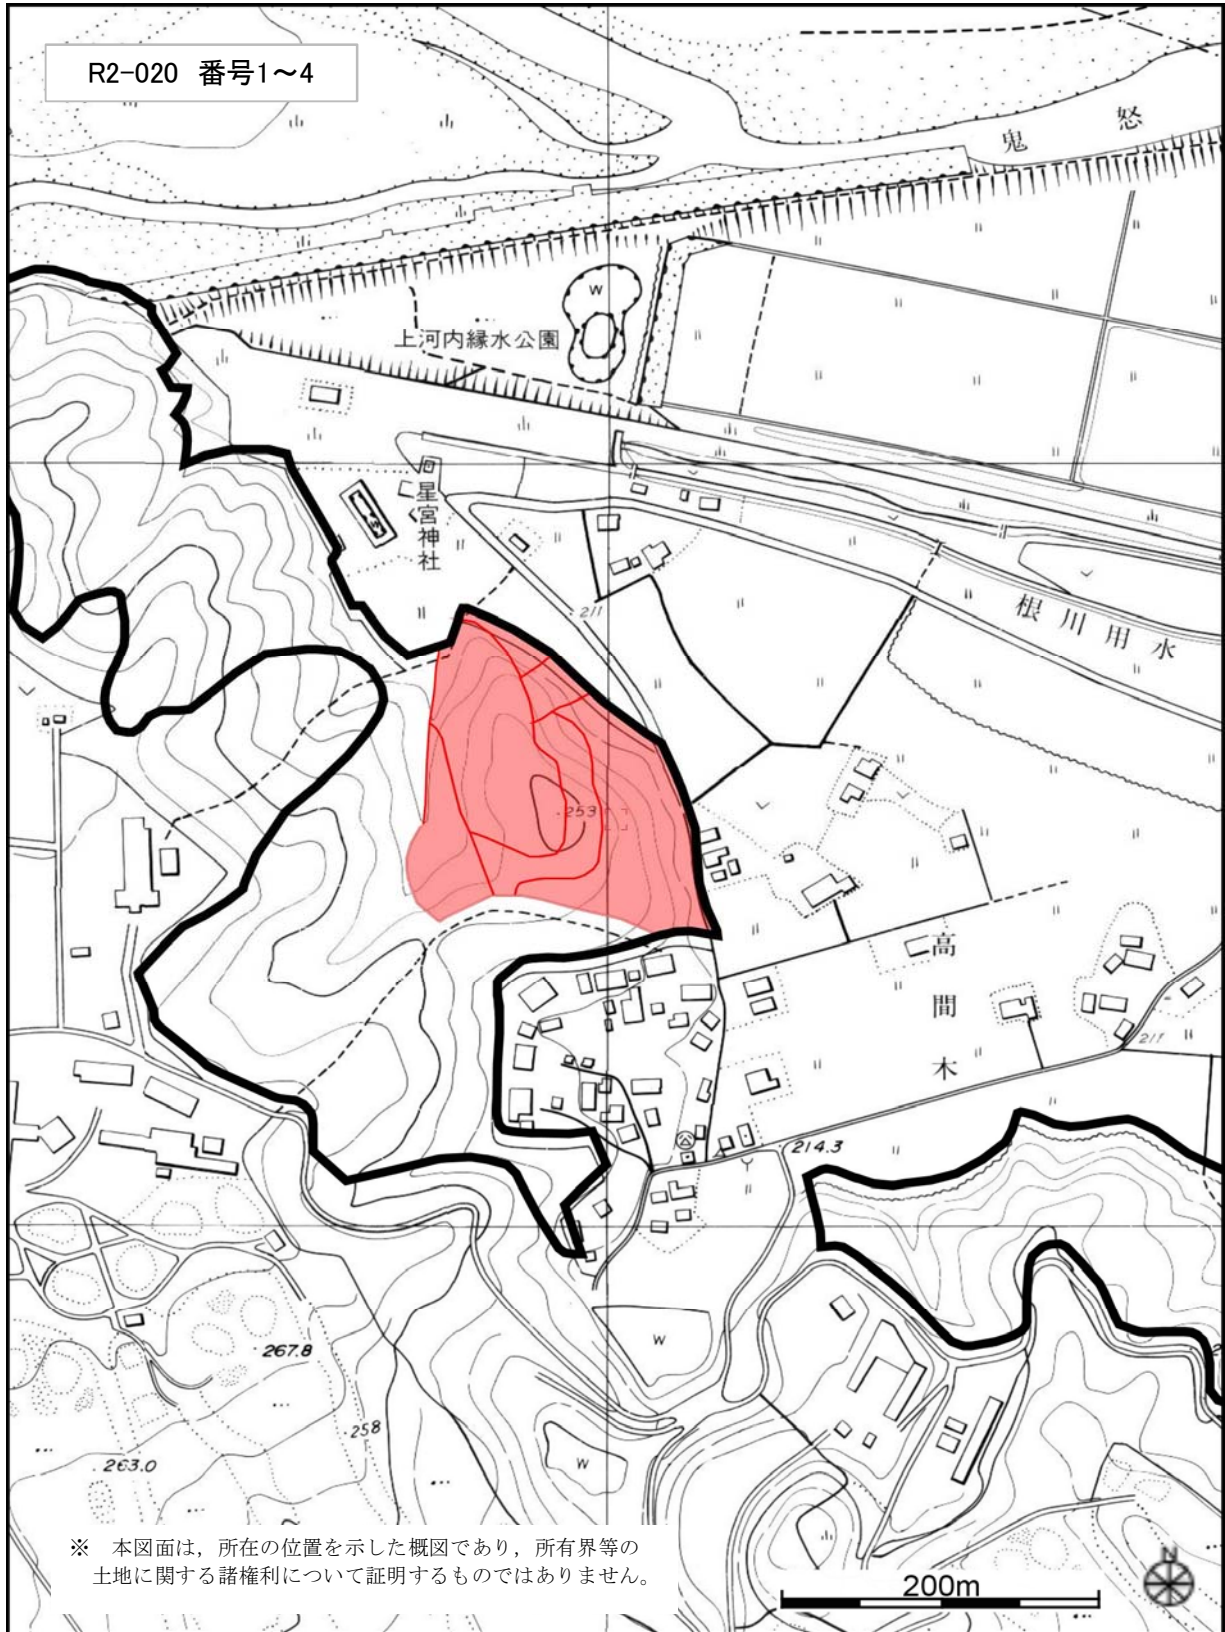 R2-020 番号1～4
鬼
怒
W
上河内緑水公園
星宮神社
211
根川用水
253
高間木
211
214.3
W
267.8
258
263.0
W
※ 本図面は，所在の位置を示した概図であり，所有界等の
土地に関する諸権利について証明するものではありません。
200m
N